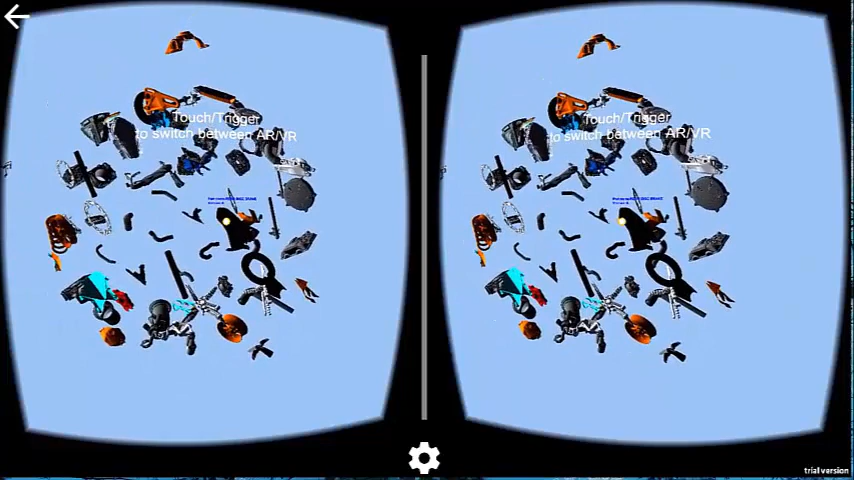 Touch/Trigger
to switch between AR/VR
Touch/Trigger
to switch between AR/VR
trial version